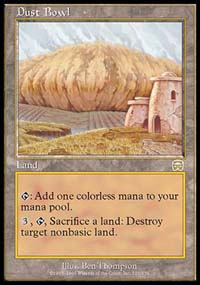 Dust Bowl
Land
: Add one colorless mana to your
mana pool.
3, , Sacrifice a land: Destroy
target nonbasic land.
Illus. Ben Thompson